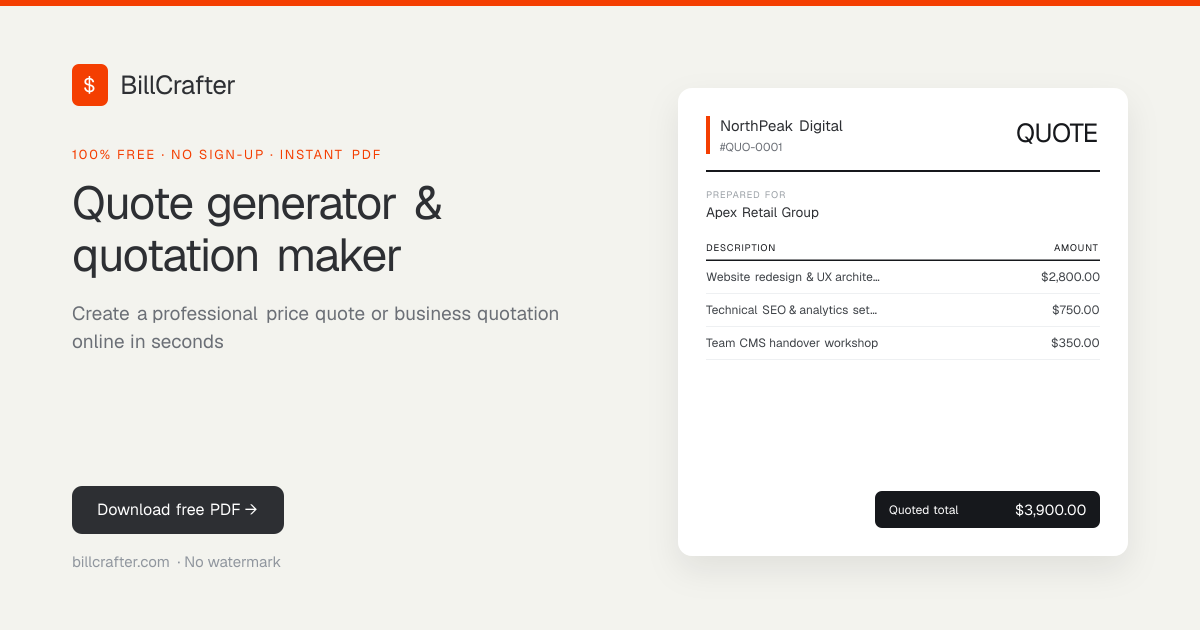 $ BillCrafter
100% FREE · NO SIGN-UP · INSTANT PDF
Quote generator &
quotation maker
Create a professional price quote or business quotation
online in seconds
Download free PDF →
billcrafter.com · No watermark
NorthPeak Digital
#QUO-0001
QUOTE
PREPARED FOR
Apex Retail Group
DESCRIPTION AMOUNT
Website redesign & UX archite… $2,800.00
Technical SEO & analytics set… $750.00
Team CMS handover workshop $350.00
Quoted total $3,900.00